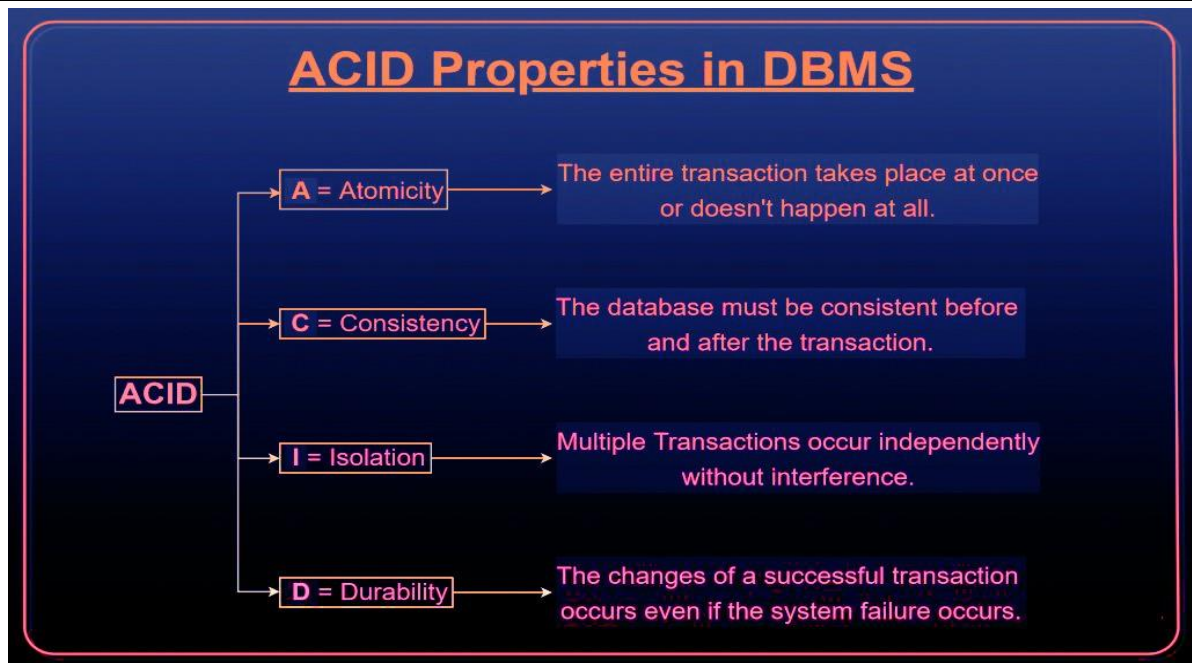 ACID Properties in DBMS
A = Atomicity
The entire transaction takes place at once
or doesn't happen at all.
C = Consistency
The database must be consistent before
and after the transaction.
ACID
I = Isolation
Multiple Transactions occur independently
without interference.
D = Durability
The changes of a successful transaction
occurs even if the system failure occurs.